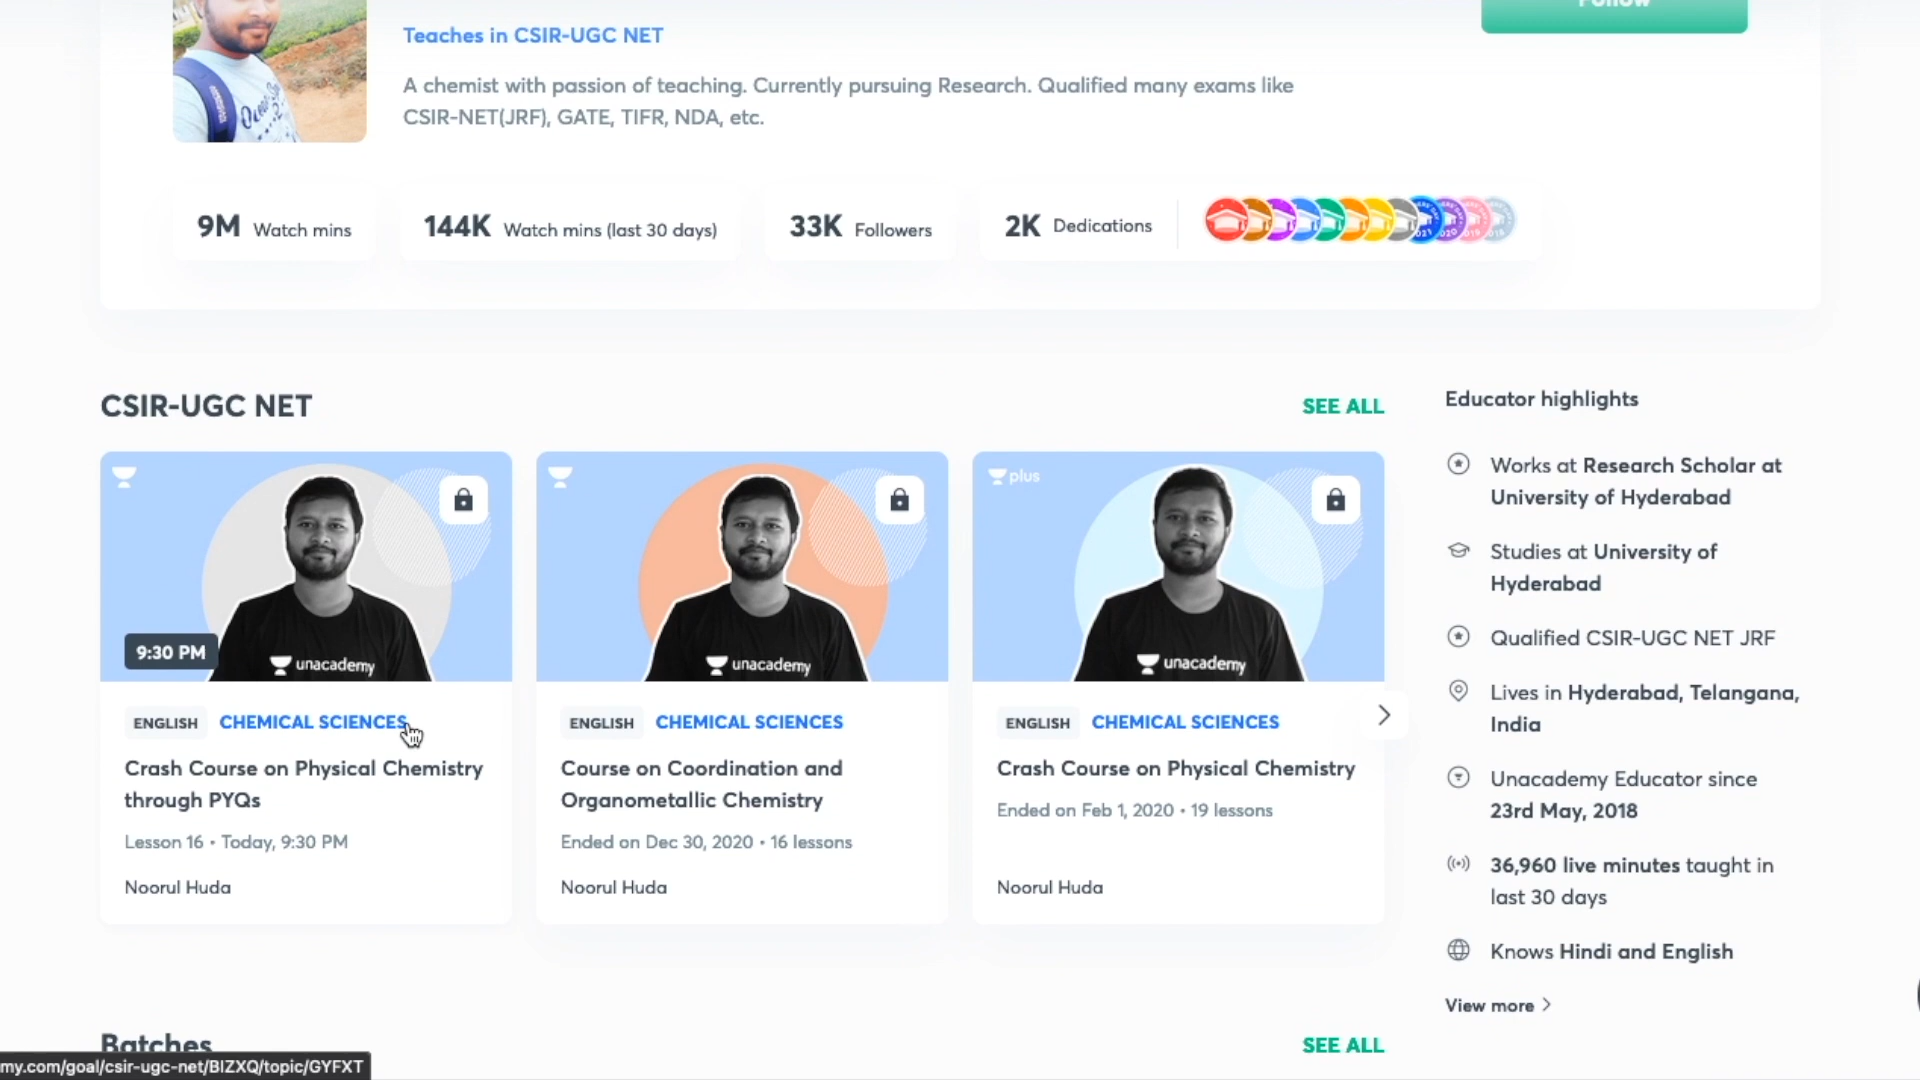 Follow
Teaches in CSIR-UGC NET
A chemist with passion of teaching. Currently pursuing Research. Qualified many exams like
CSIR-NET(JRF), GATE, TIFR, NDA, etc.
9M Watch mins
144K Watch mins (last 30 days)
33K Followers
2K Dedications
CSIR-UGC NET
SEE ALL
9:30 PM
unacademy
ENGLISH CHEMICAL SCIENCES
Crash Course on Physical Chemistry
through PYQs
Lesson 16 • Today, 9:30 PM
Noorul Huda
unacademy
ENGLISH CHEMICAL SCIENCES
Course on Coordination and
Organometallic Chemistry
Ended on Dec 30, 2020 • 16 lessons
Noorul Huda
plus
unacademy
ENGLISH CHEMICAL SCIENCES
Crash Course on Physical Chemistry
Ended on Feb 1, 2020 • 19 lessons
Noorul Huda
Educator highlights
Works at Research Scholar at
University of Hyderabad
Studies at University of
Hyderabad
Qualified CSIR-UGC NET JRF
Lives in Hyderabad, Telangana,
India
Unacademy Educator since
23rd May, 2018
36,960 live minutes taught in
last 30 days
Knows Hindi and English
View more
Batches
SEE ALL
my.com/goal/csir-ugc-net/BIZXQ/topic/GYFXT